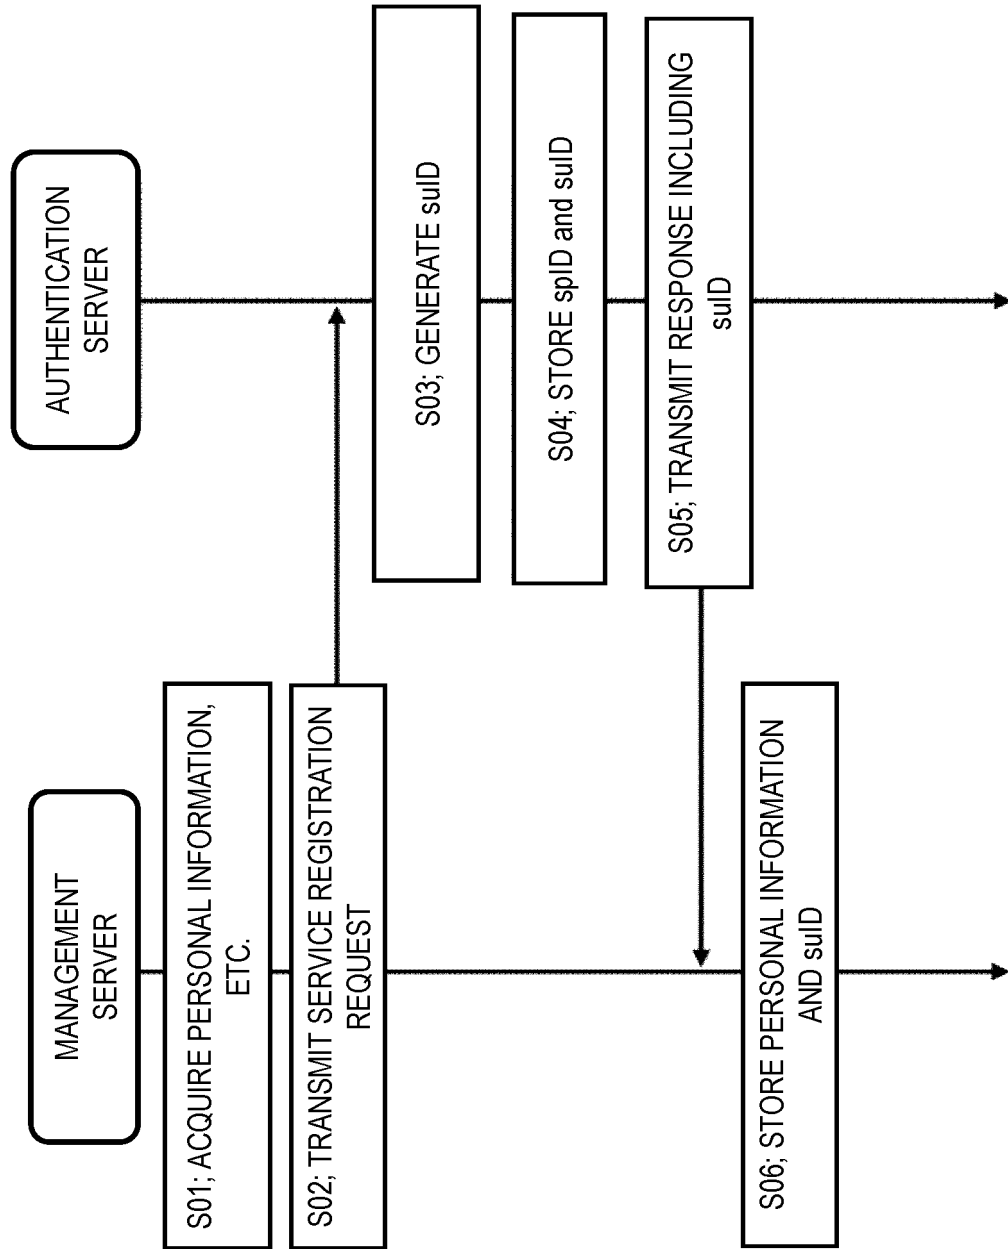 MANAGEMENT
SERVER
AUTHENTICATION
SERVER
S01; ACQUIRE PERSONAL INFORMATION,
ETC.
S02; TRANSMIT SERVICE REGISTRATION
REQUEST
S03; GENERATE suID
S04; STORE spID and suID
S05; TRANSMIT RESPONSE INCLUDING
suID
S06; STORE PERSONAL INFORMATION
AND suID